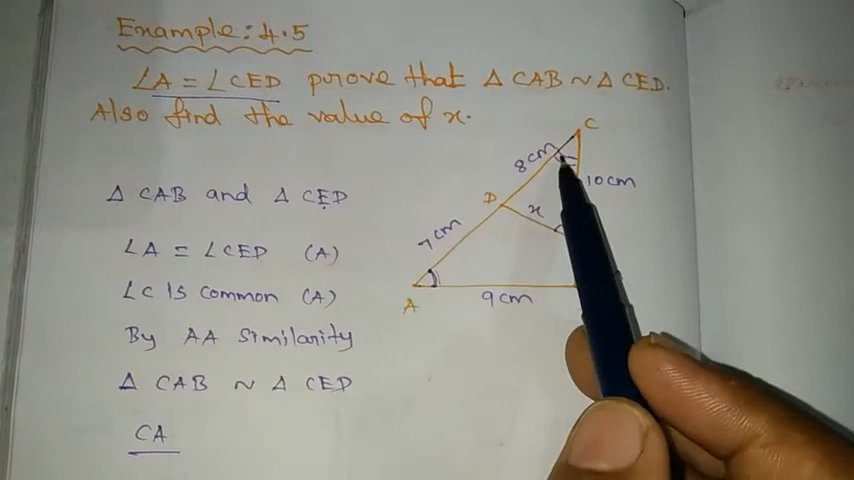 Example: 4.5
∠A = ∠CED prove that Δ CAB ~ Δ CED.
Also find the value of x.
Δ CAB and Δ CED
∠A = ∠CED (A)
∠C Is common (A)
By AA Similarity
Δ CAB ~ Δ CED
CA
C
8cm
10cm
D
x
7cm
A
9cm